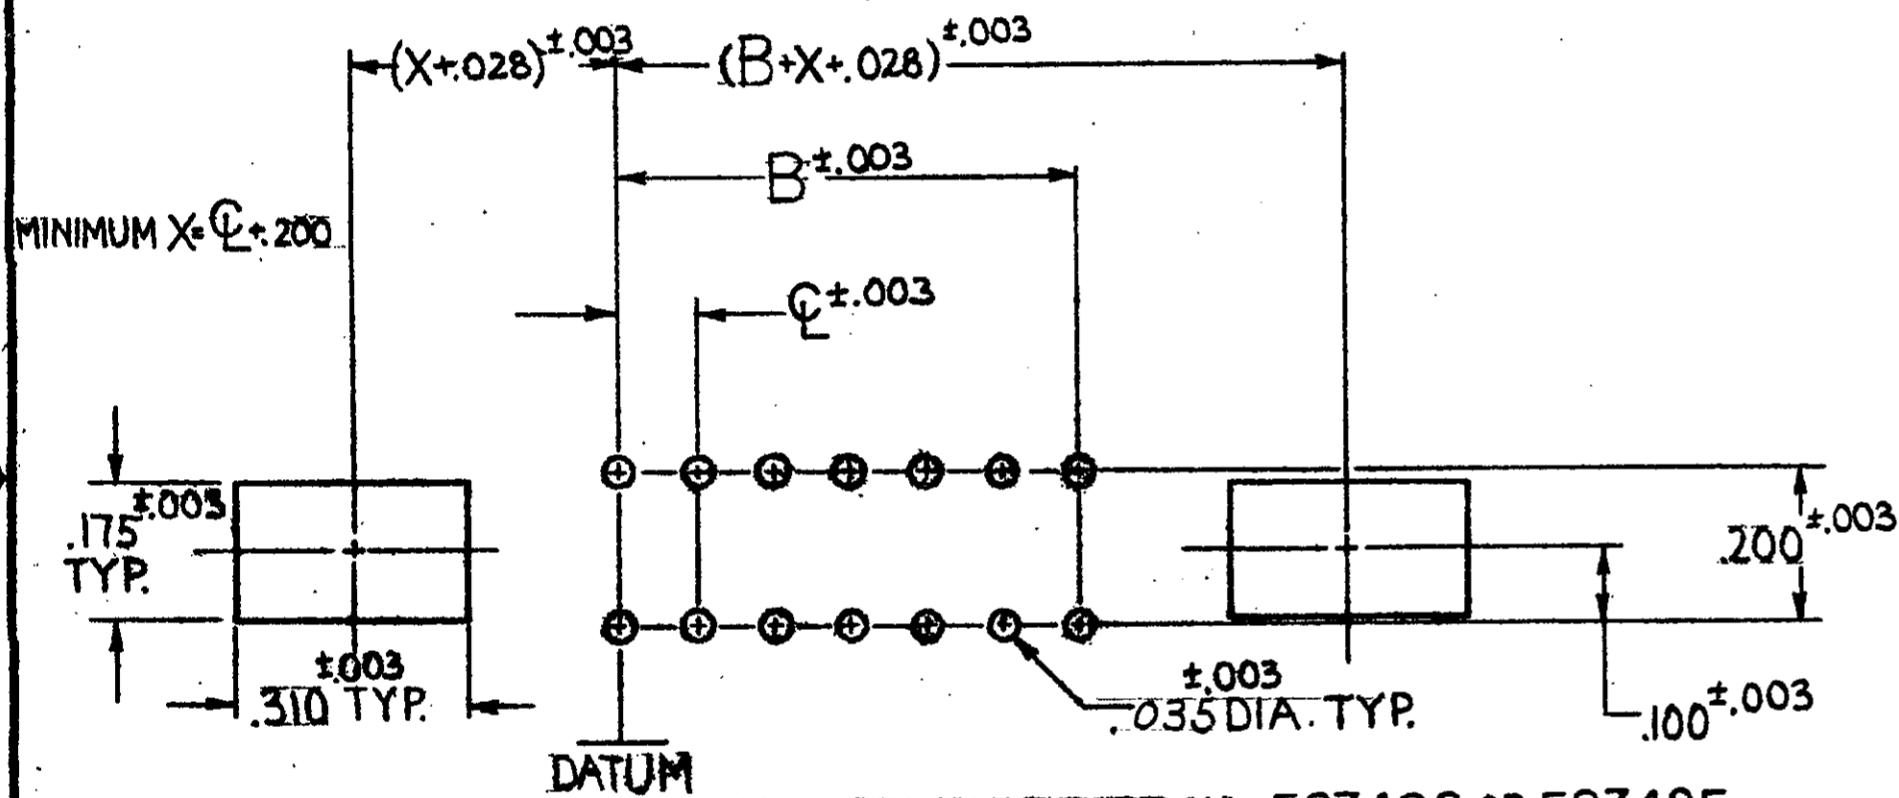 (X+.028)±.003
(B+X+.028)±.003
B±.003
MINIMUM X=℄+.200
℄±.003
.175±.003
TYP.
.200±.003
±.003
.310 TYP.
±.003
.035 DIA. TYP.
.100±.003
DATUM